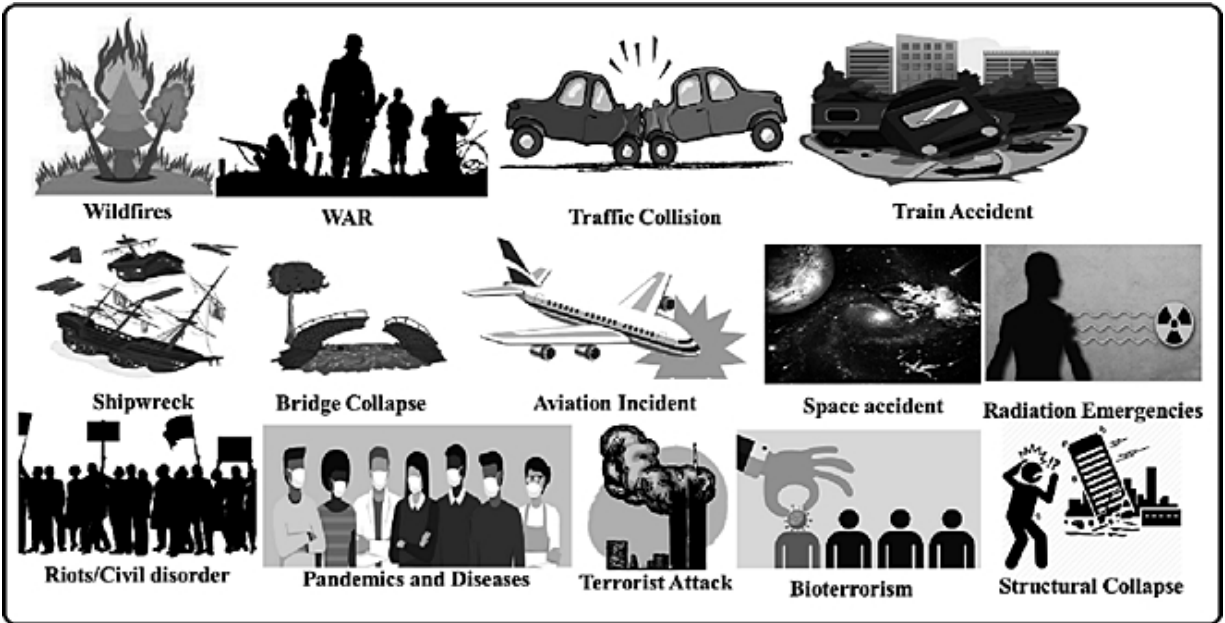 Wildfires
WAR
Traffic Collision
Train Accident
Shipwreck
Bridge Collapse
Aviation Incident
Space accident
Radiation Emergencies
Riots/Civil disorder
Pandemics and Diseases
Terrorist Attack
Bioterrorism
Structural Collapse